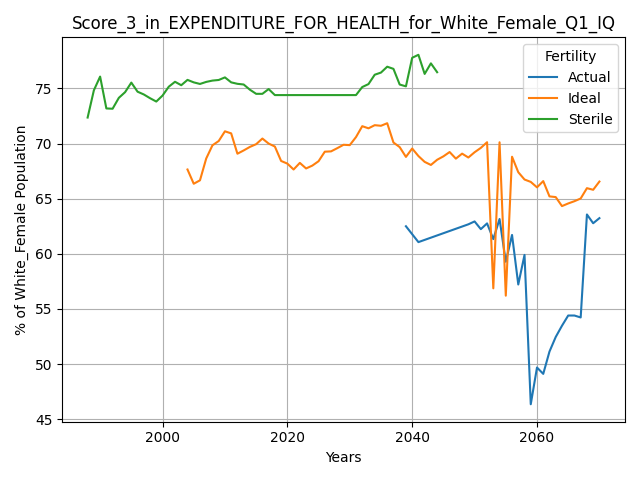 Score_3_in_EXPENDITURE_FOR_HEALTH_for_White_Female_Q1_IQ
Fertility
Actual
Ideal
Sterile
% of White_Female Population
75
70
65
60
55
50
45
2000
2020
2040
2060
Years